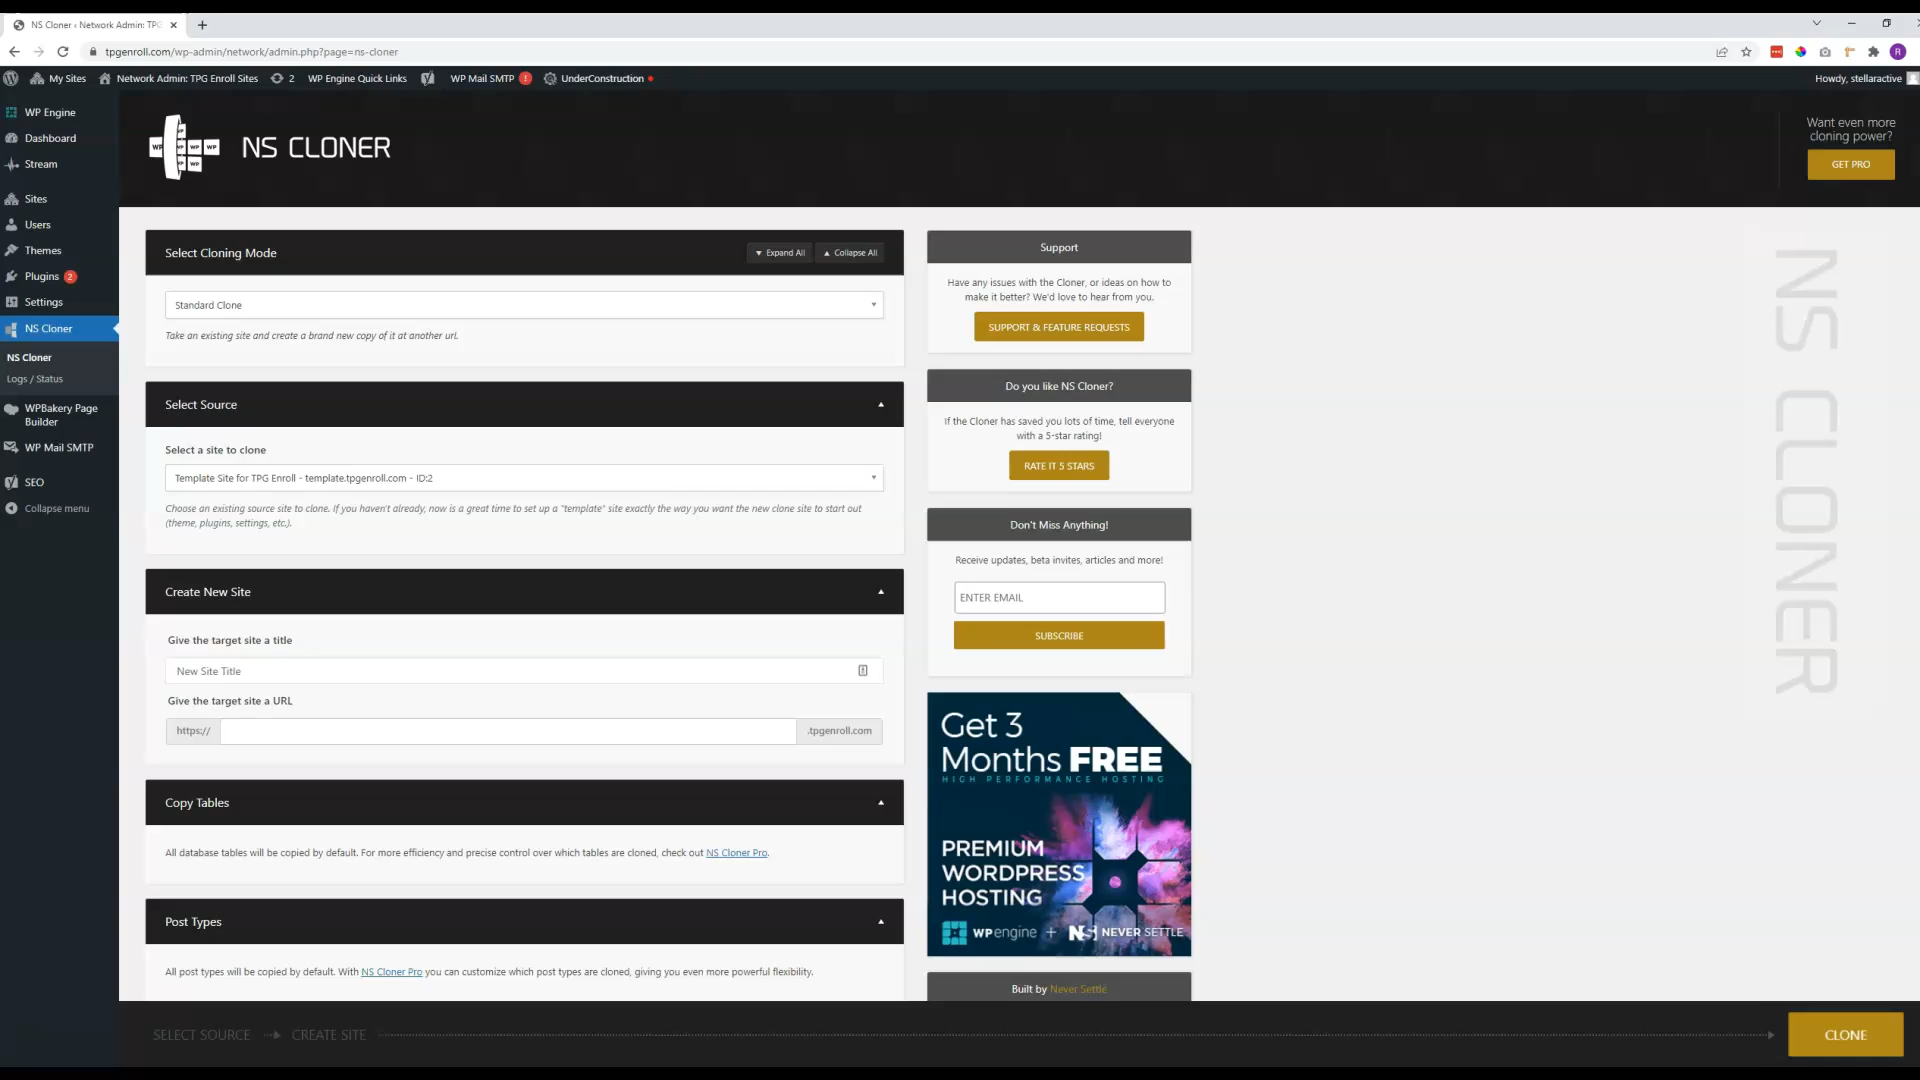 NS Cloner ‹ Network Admin: TPG
tpgenroll.com/wp-admin/network/admin.php?page=ns-cloner
R
My Sites
Network Admin: TPG Enroll Sites
2
WP Engine Quick Links
WP Mail SMTP !
UnderConstruction
Howdy, stellaractive
WP Engine
Dashboard
Stream
Sites
Users
Themes
Plugins 2
Settings
NS Cloner
NS Cloner
Logs / Status
WPBakery Page
Builder
WP Mail SMTP
SEO
Collapse menu
NS CLONER
Want even more
cloning power?
GET PRO
Select Cloning Mode
Expand All
Collapse All
Standard Clone
Take an existing site and create a brand new copy of it at another url.
Select Source
Select a site to clone
Template Site for TPG Enroll - template.tpgenroll.com - ID:2
Choose an existing source site to clone. If you haven't already, now is a great time to set up a "template" site exactly the way you want the new clone site to start out
(theme, plugins, settings, etc.).
Create New Site
Give the target site a title
New Site Title
Give the target site a URL
https://
.tpgenroll.com
Copy Tables
All database tables will be copied by default. For more efficiency and precise control over which tables are cloned, check out NS Cloner Pro.
Post Types
All post types will be copied by default. With NS Cloner Pro you can customize which post types are cloned, giving you even more powerful flexibility.
Support
Have any issues with the Cloner, or ideas on how to
make it better? We'd love to hear from you.
SUPPORT & FEATURE REQUESTS
Do you like NS Cloner?
If the Cloner has saved you lots of time, tell everyone
with a 5-star rating!
RATE IT 5 STARS
Don't Miss Anything!
Receive updates, beta invites, articles and more!
ENTER EMAIL
SUBSCRIBE
Get 3
Months FREE
HIGH PERFORMANCE HOSTING
PREMIUM
WORDPRESS
HOSTING
WP engine + NS NEVER SETTLE
Built by Never Settle
NS CLONER
SELECT SOURCE
CREATE SITE
CLONE